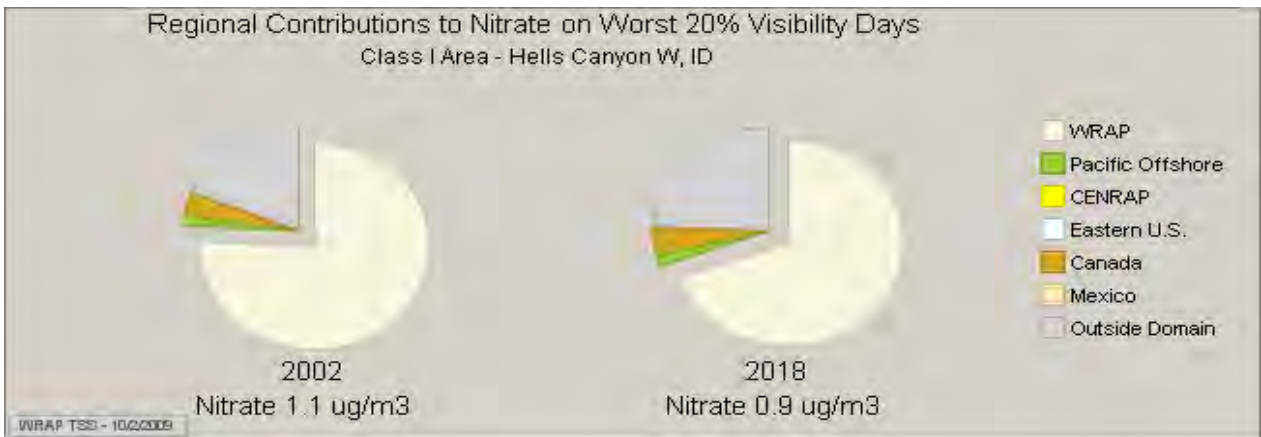 Regional Contributions to Nitrate on Worst 20% Visibility Days
Class I Area - Hells Canyon W, ID
WRAP
Pacific Offshore
CENRAP
Eastern U.S.
Canada
Mexico
Outside Domain
2002
Nitrate 1.1 ug/m3
2018
Nitrate 0.9 ug/m3
WRAP TSS - 10/2/2009